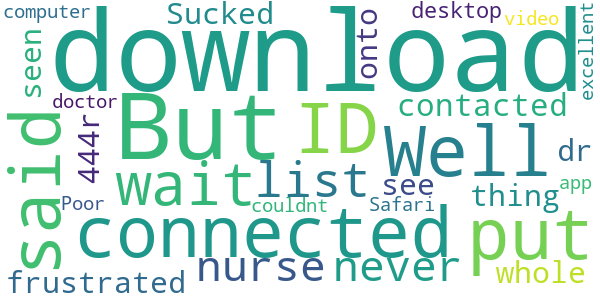 computer Sucked desktop video
download
seen onto excellent
doctor 444r But ID contacted
said Well dr
wait list see thing app
Poor couldnt Safari
connected put
frustrated nurse never whole